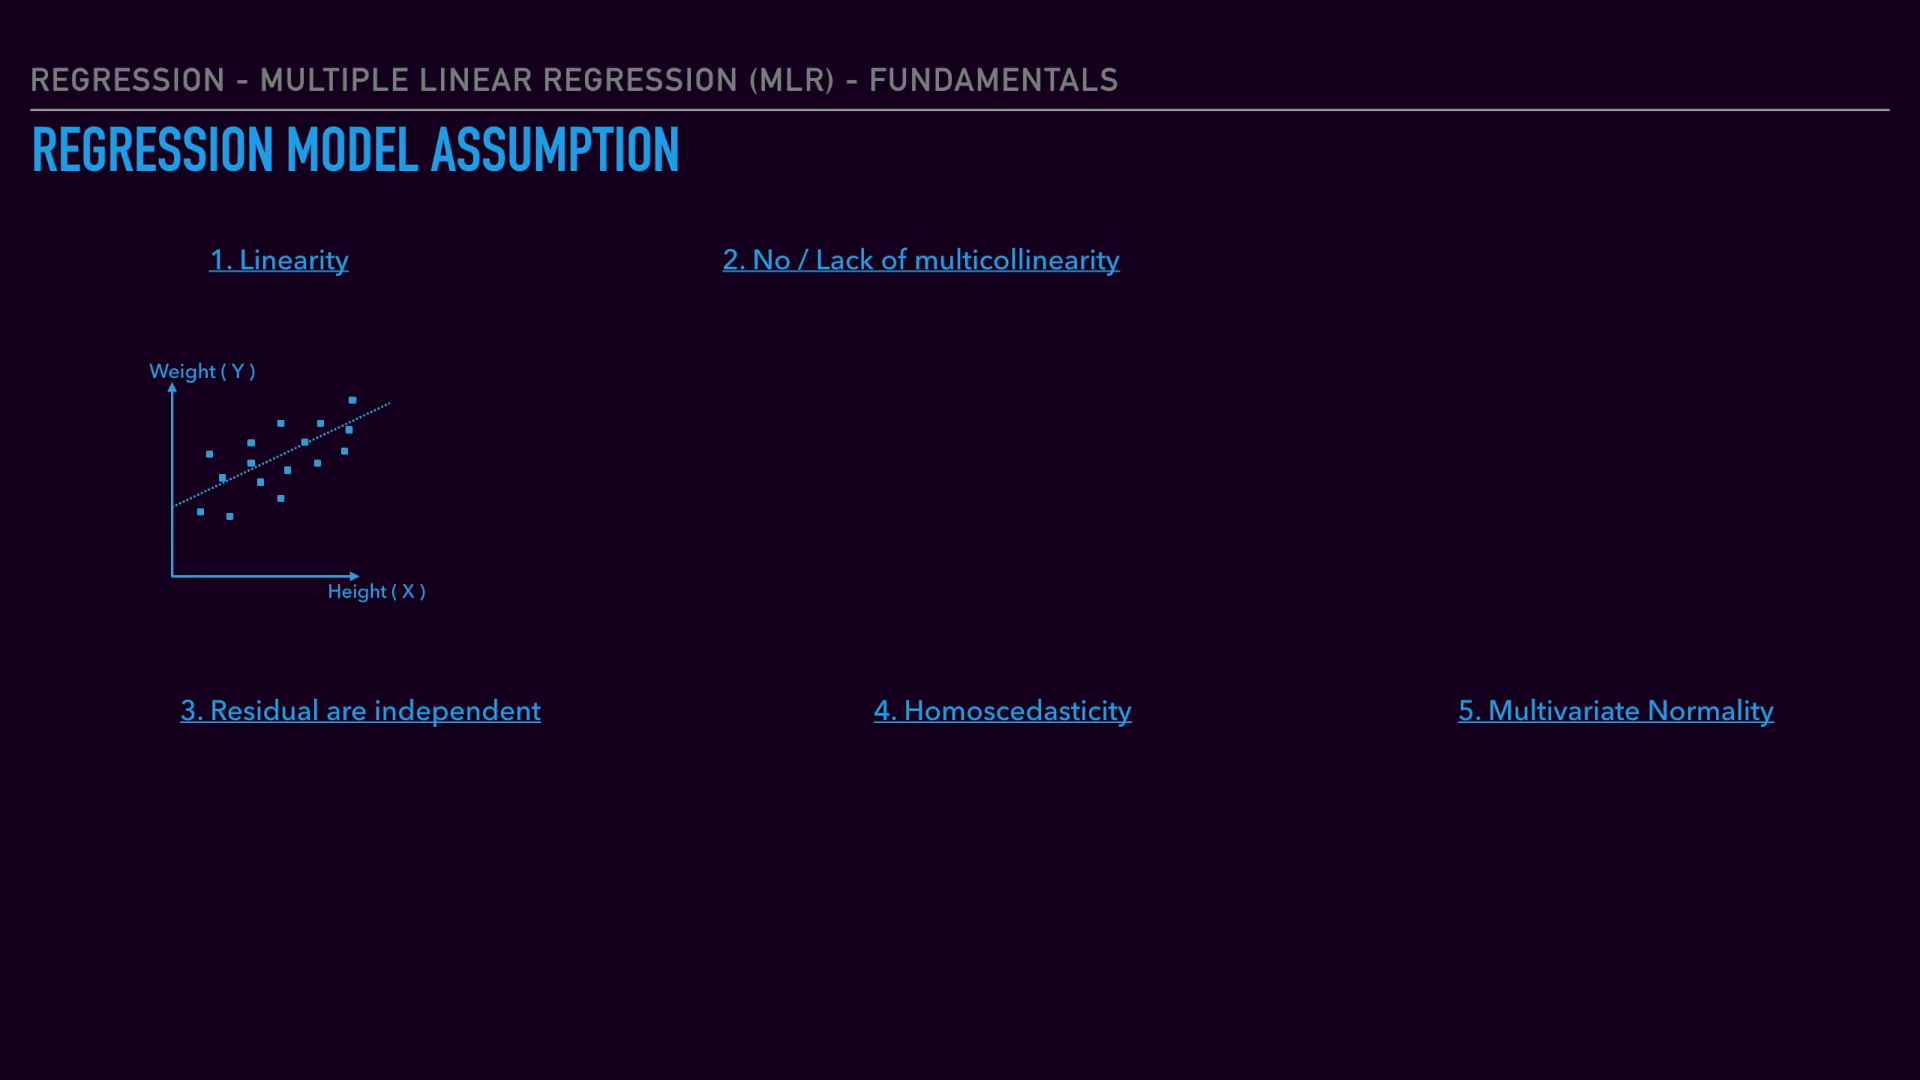 REGRESSION - MULTIPLE LINEAR REGRESSION (MLR) - FUNDAMENTALS
REGRESSION MODEL ASSUMPTION
1. Linearity
2. No / Lack of multicollinearity
Weight ( Y )
Height ( X )
3. Residual are independent
4. Homoscedasticity
5. Multivariate Normality